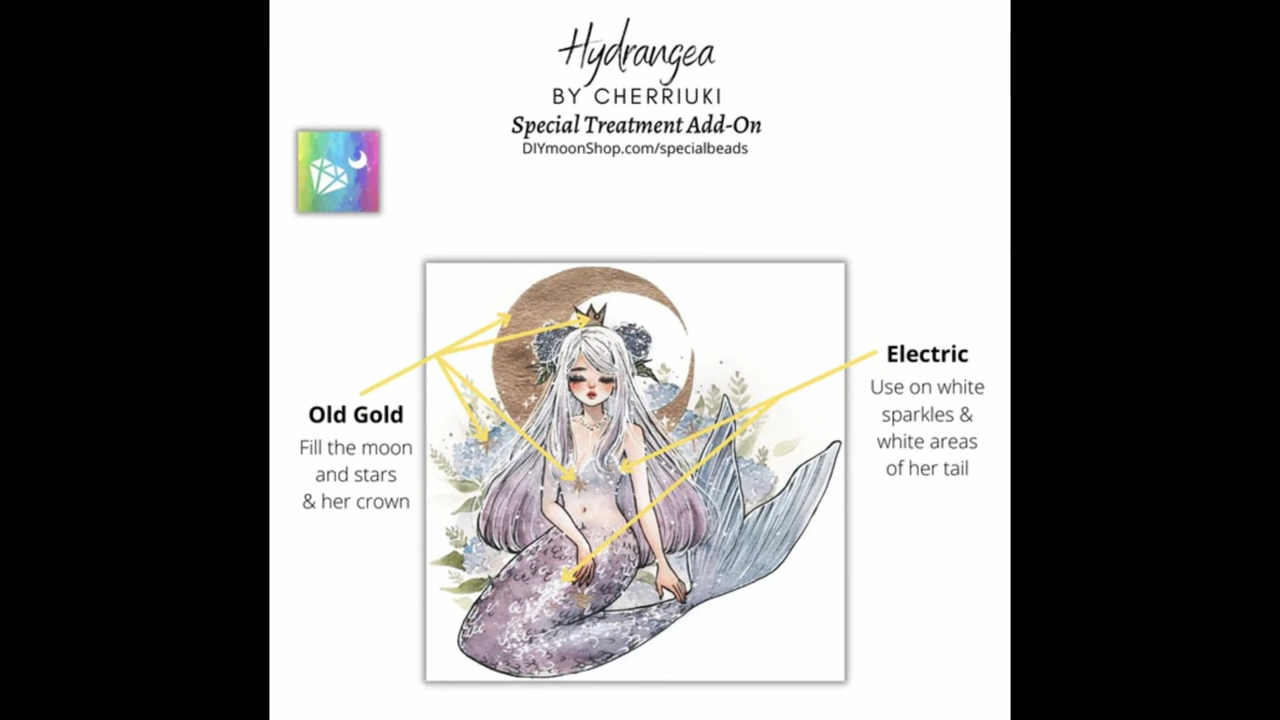 Hydrangea
BY CHERRIUKI
Special Treatment Add-On
DIYmoonShop.com/specialbeads
Old Gold
Fill the moon
and stars
& her crown
Electric
Use on white
sparkles &
white areas
of her tail